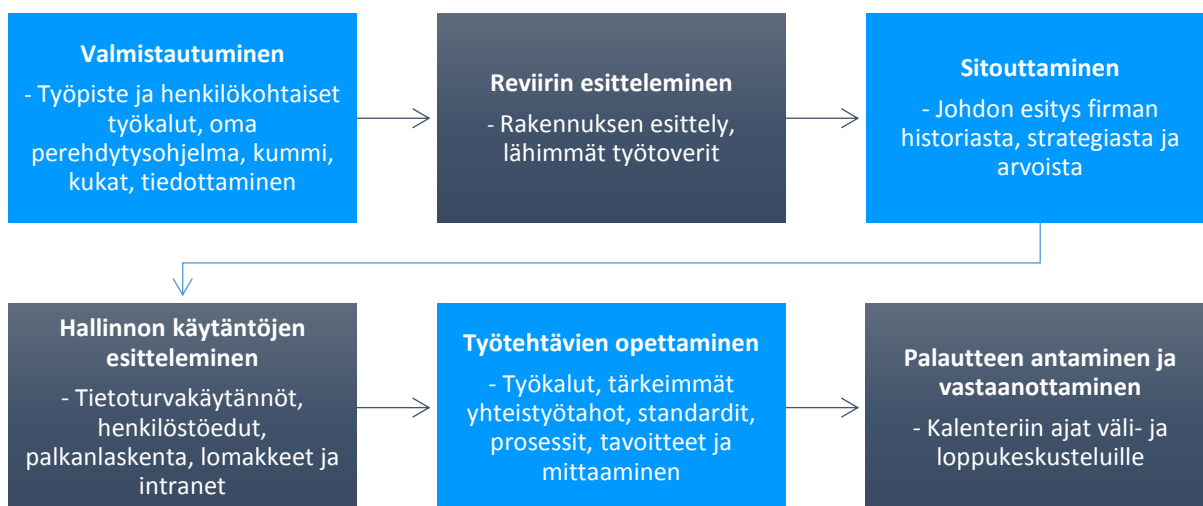 Valmistautuminen
- Työpiste ja henkilökohtaiset
työkalut, oma
perehdytysohjelma, kummi,
kukat, tiedottaminen
Reviirin esitteleminen
- Rakennuksen esittely,
lähimmät työtoverit
Sitouttaminen
- Johdon esitys firman
historiasta, strategiasta ja
arvoista
Hallinnon käytäntöjen
esitteleminen
- Tietoturvakäytännöt,
henkilöstöedut,
palkanlaskenta, lomakkeet ja
intranet
Työtehtävien opettaminen
- Työkalut, tärkeimmät
yhteistyötahot, standardit,
prosessit, tavoitteet ja
mittaaminen
Palautteen antaminen ja
vastaanottaminen
- Kalenteriin ajat väli- ja
loppukeskusteluille